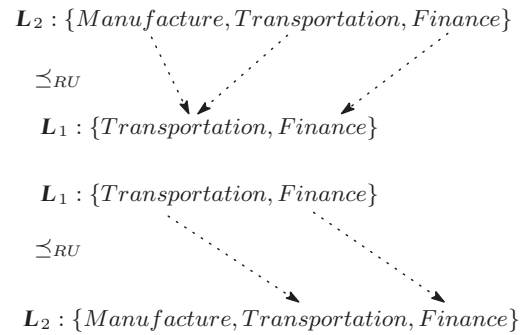 L₂ : {Manufacture, Transportation, Finance}
⪯RU
L₁ : {Transportation, Finance}
L₁ : {Transportation, Finance}
⪯RU
L₂ : {Manufacture, Transportation, Finance}